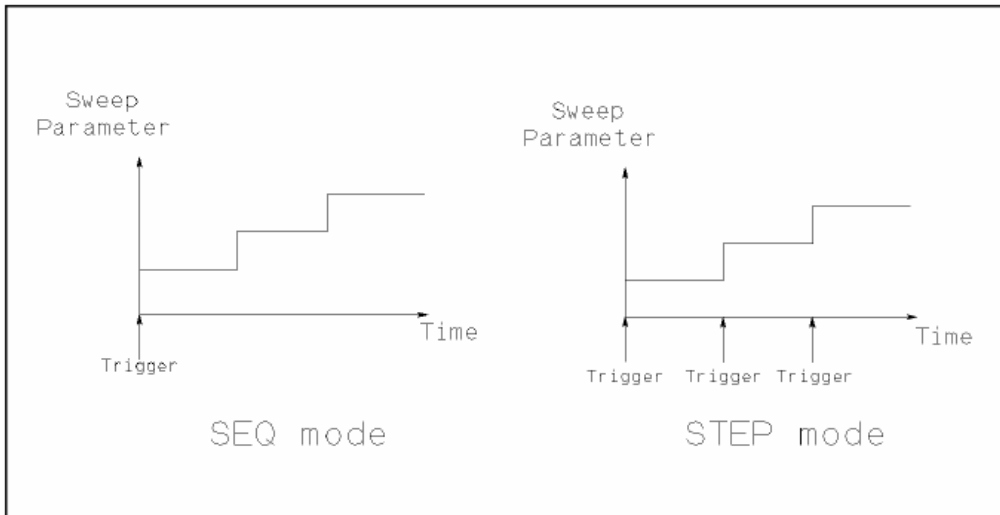 Sweep
Parameter
Time
Trigger
SEQ mode
Sweep
Parameter
Time
Trigger Trigger Trigger
STEP mode